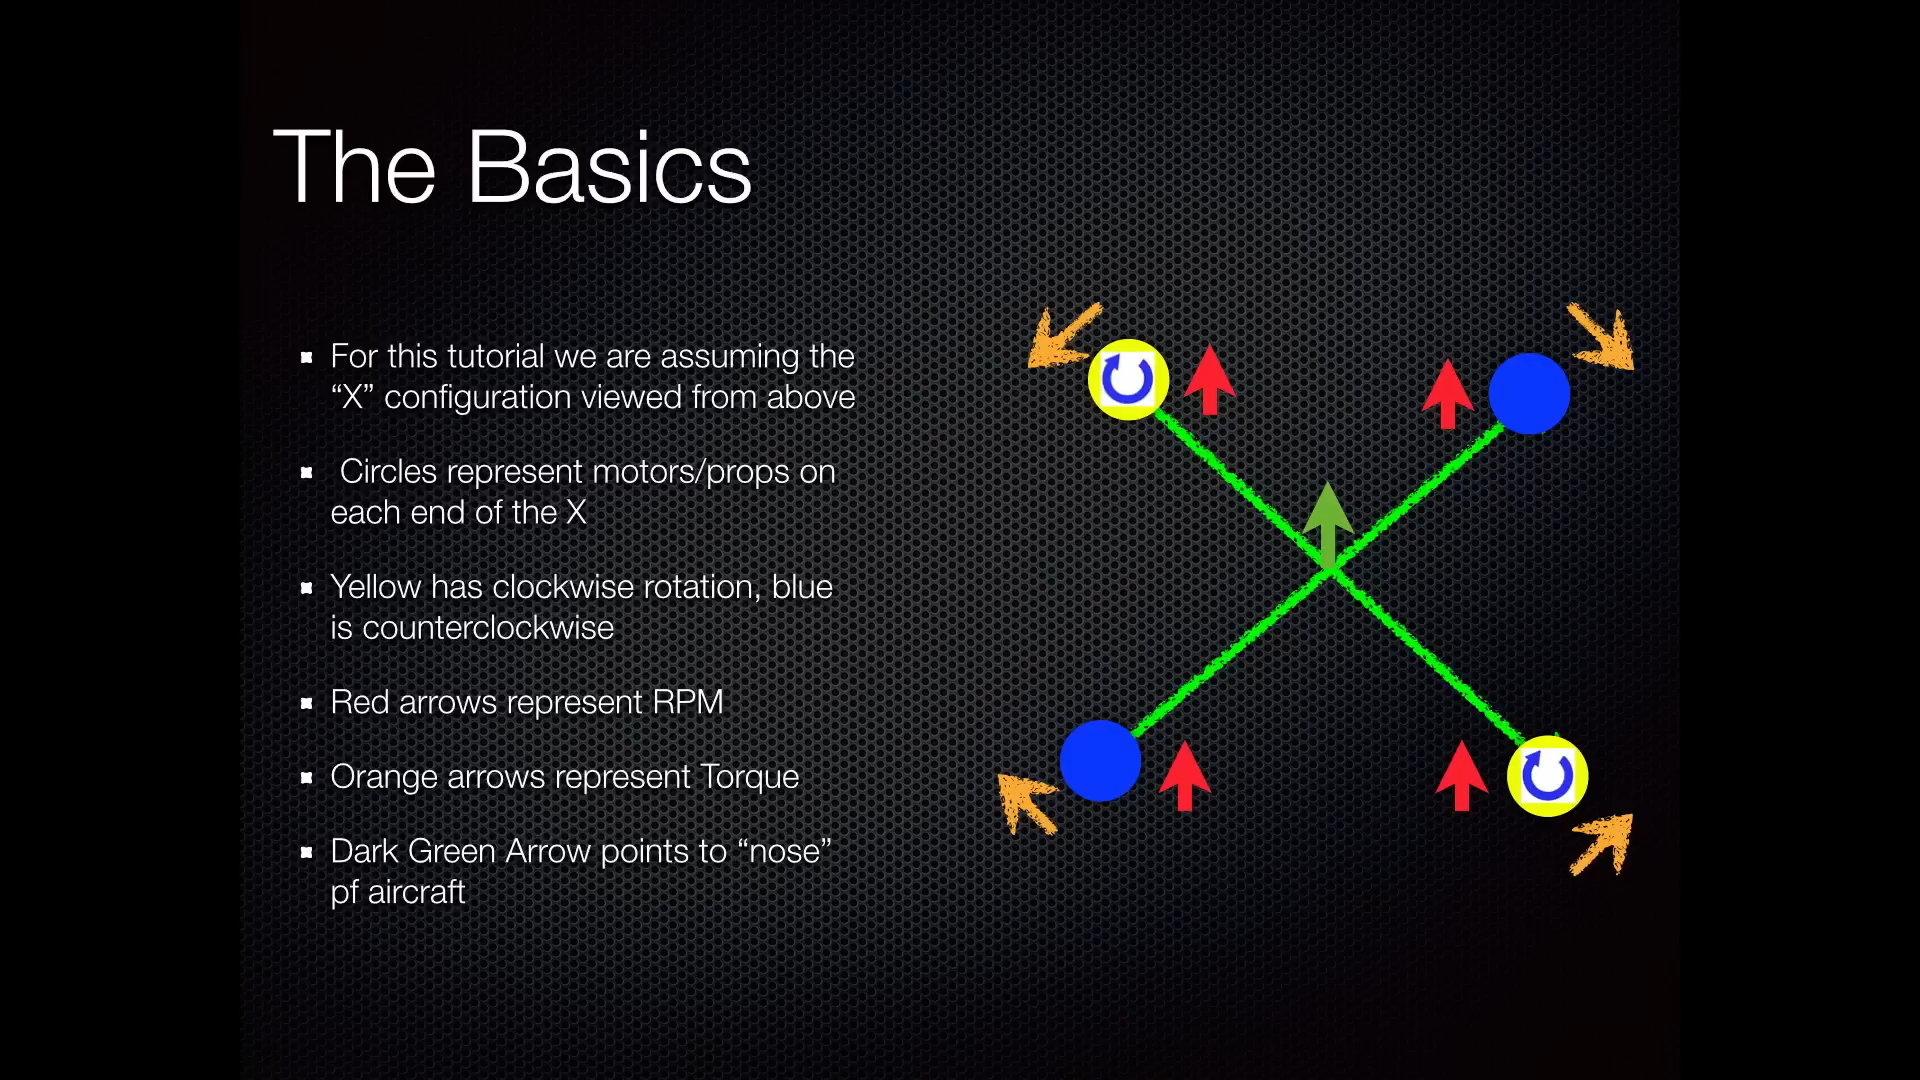 The Basics
For this tutorial we are assuming the
“X” configuration viewed from above
Circles represent motors/props on
each end of the X
Yellow has clockwise rotation, blue
is counterclockwise
Red arrows represent RPM
Orange arrows represent Torque
Dark Green Arrow points to “nose”
pf aircraft